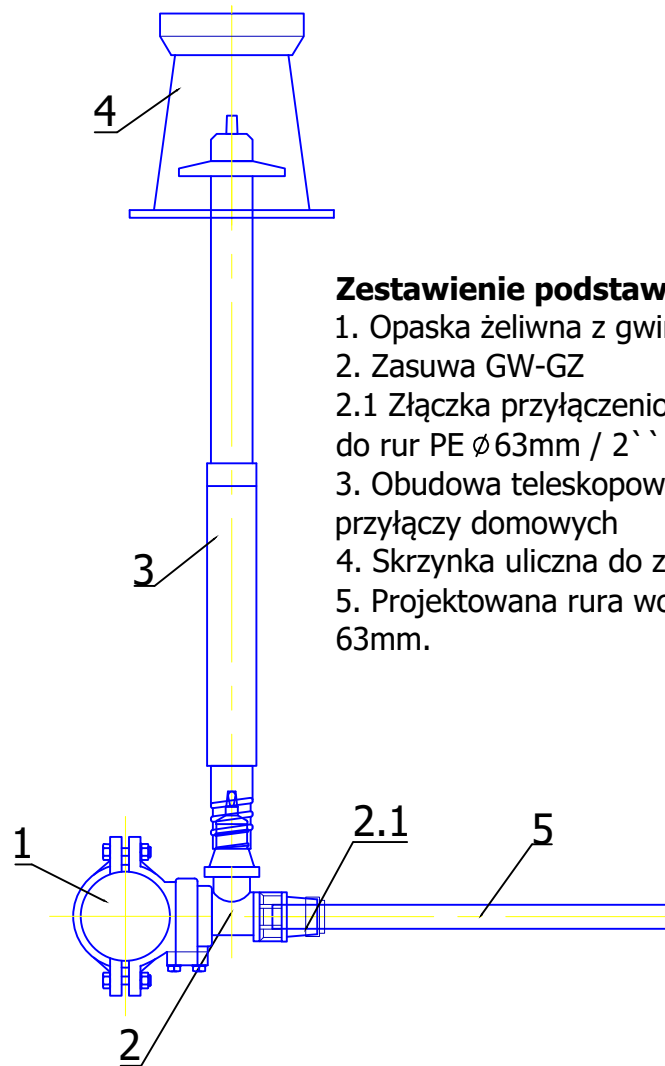 4
Zestawienie podstaw
1. Opaska żeliwna z gwi
2. Zasuwa GW-GZ
2.1 Złączka przyłączenio
do rur PE ⌀63mm / 2``
3. Obudowa teleskopow
przyłączy domowych
4. Skrzynka uliczna do z
5. Projektowana rura wo
63mm.
3
1
2.1
5
2